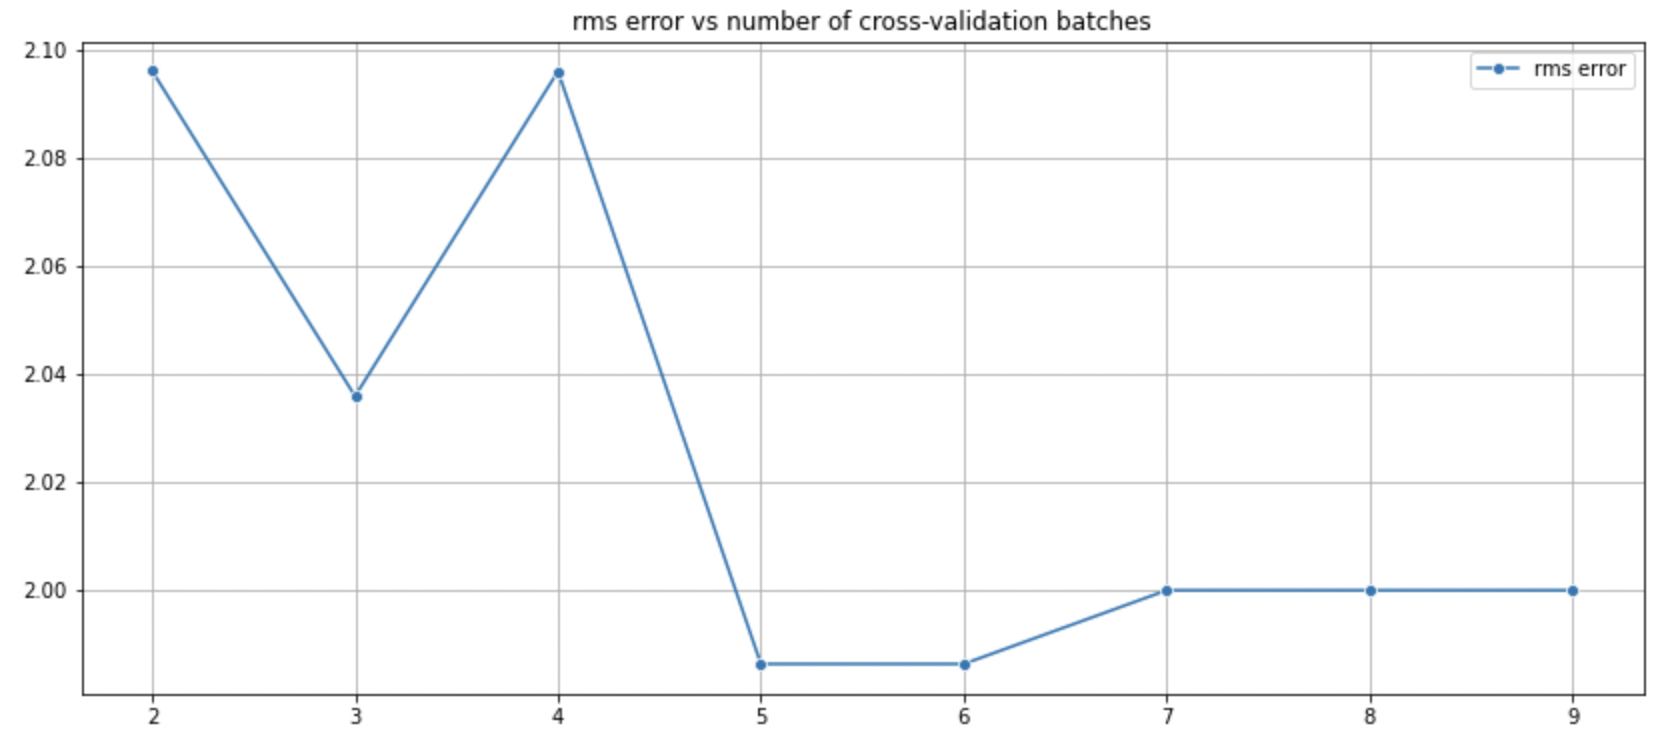 rms error vs number of cross-validation batches
2.10
rms error
2.08
2.06
2.04
2.02
2.00
2 3 4 5 6 7 8 9